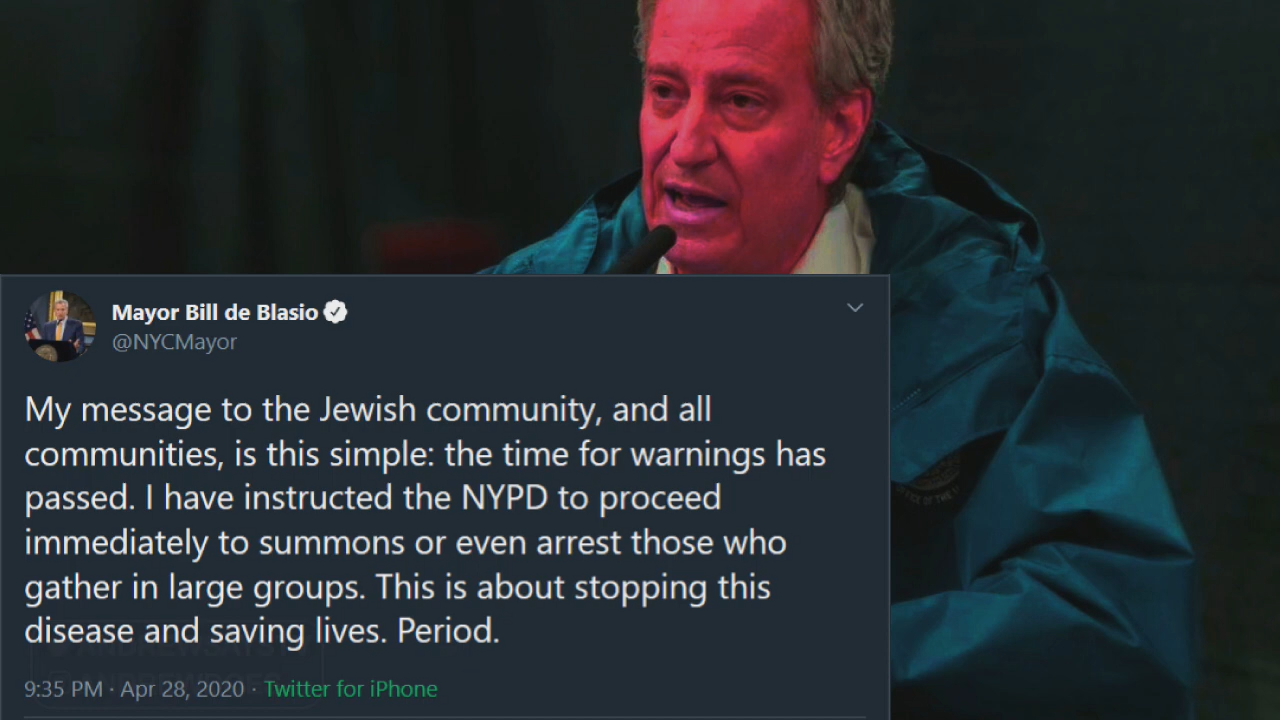 Mayor Bill de Blasio
@NYCMayor
My message to the Jewish community, and all
communities, is this simple: the time for warnings has
passed. I have instructed the NYPD to proceed
immediately to summons or even arrest those who
gather in large groups. This is about stopping this
disease and saving lives. Period.
9:35 PM · Apr 28, 2020 · Twitter for iPhone